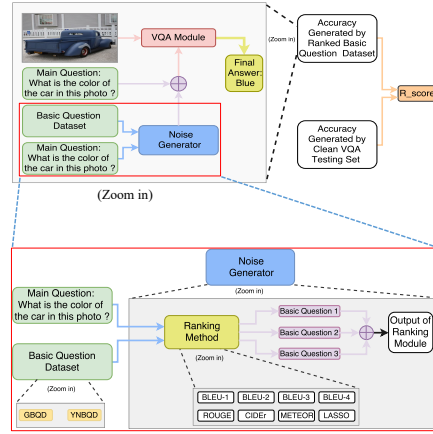 VQA Module
(Zoom in)
Accuracy
Generated by
Ranked Basic
Question Dataset
Main Question:
What is the color of
the car in this photo ?
Final
Answer:
Blue
R_score
Basic Question
Dataset
Noise
Generator
Main Question:
What is the color of
the car in this photo ?
Accuracy
Generated by
Clean VQA
Testing Set
(Zoom in)
Noise
Generator
(Zoom in)
Main Question:
What is the color of
the car in this photo ?
Ranking
Method
(Zoom in)
Basic Question 1
Basic Question 2
Basic Question 3
Output of
Ranking
Module
Basic Question
Dataset
(Zoom in)
GBQD YNBQD
BLEU-1 BLEU-2 BLEU-3 BLEU-4
ROUGE CIDEr METEOR LASSO